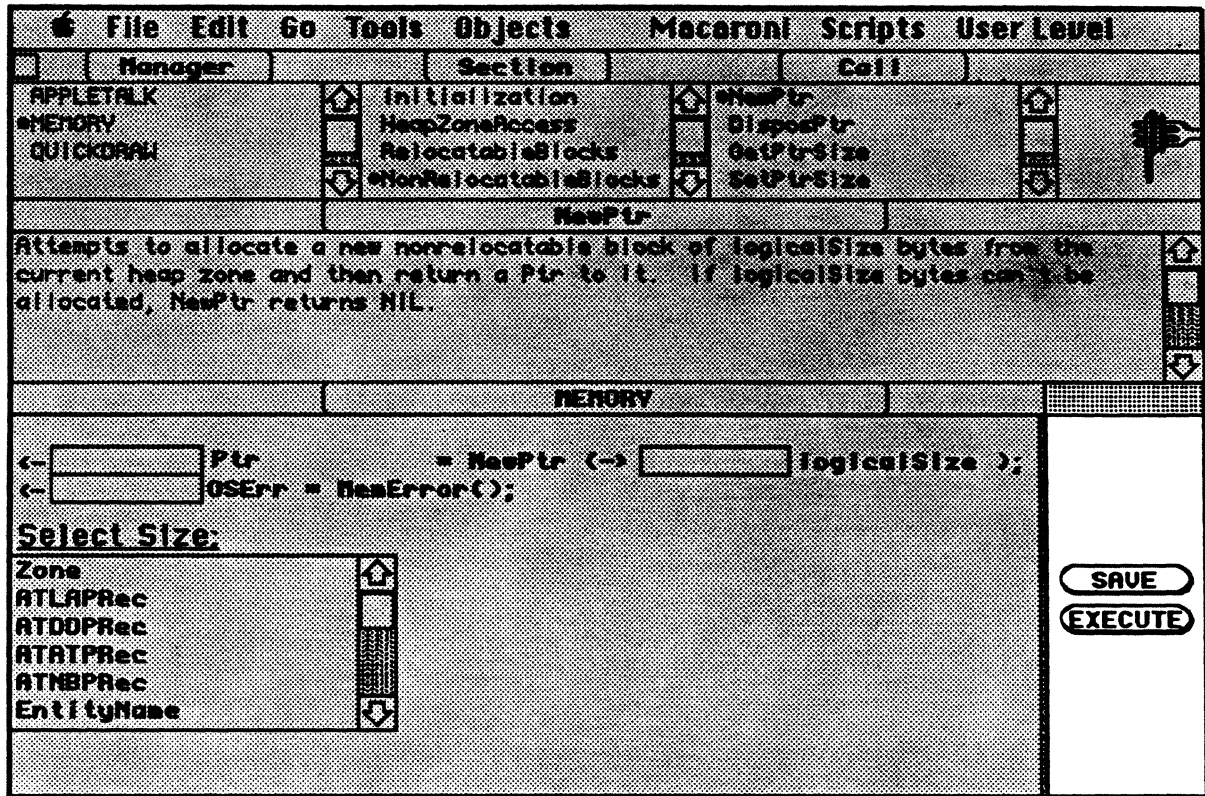 File Edit Go Tools Objects Macaroni Scripts User Level
Manager Section Call
APPLETALK
•MEMORY
QUICKDRAW
Initialization
HeapZoneAccess
RelocatableBlocks
•NonRelocatableBlocks
•NewPtr
DisposPtr
GetPtrSize
SetPtrSize
NewPtr
Attempts to allocate a new nonrelocatable block of logicalSize bytes from the
current heap zone and then return a Ptr to it. If logicalSize bytes can't be
allocated, NewPtr returns NIL.
MEMORY
<- Ptr = NewPtr (-> logicalSize );
<- OSErr = MemError();
Select Size:
Zone
ATLAPRec
ATDDPRec
ATATPRec
ATNBPRec
EntityName
SAVE
EXECUTE